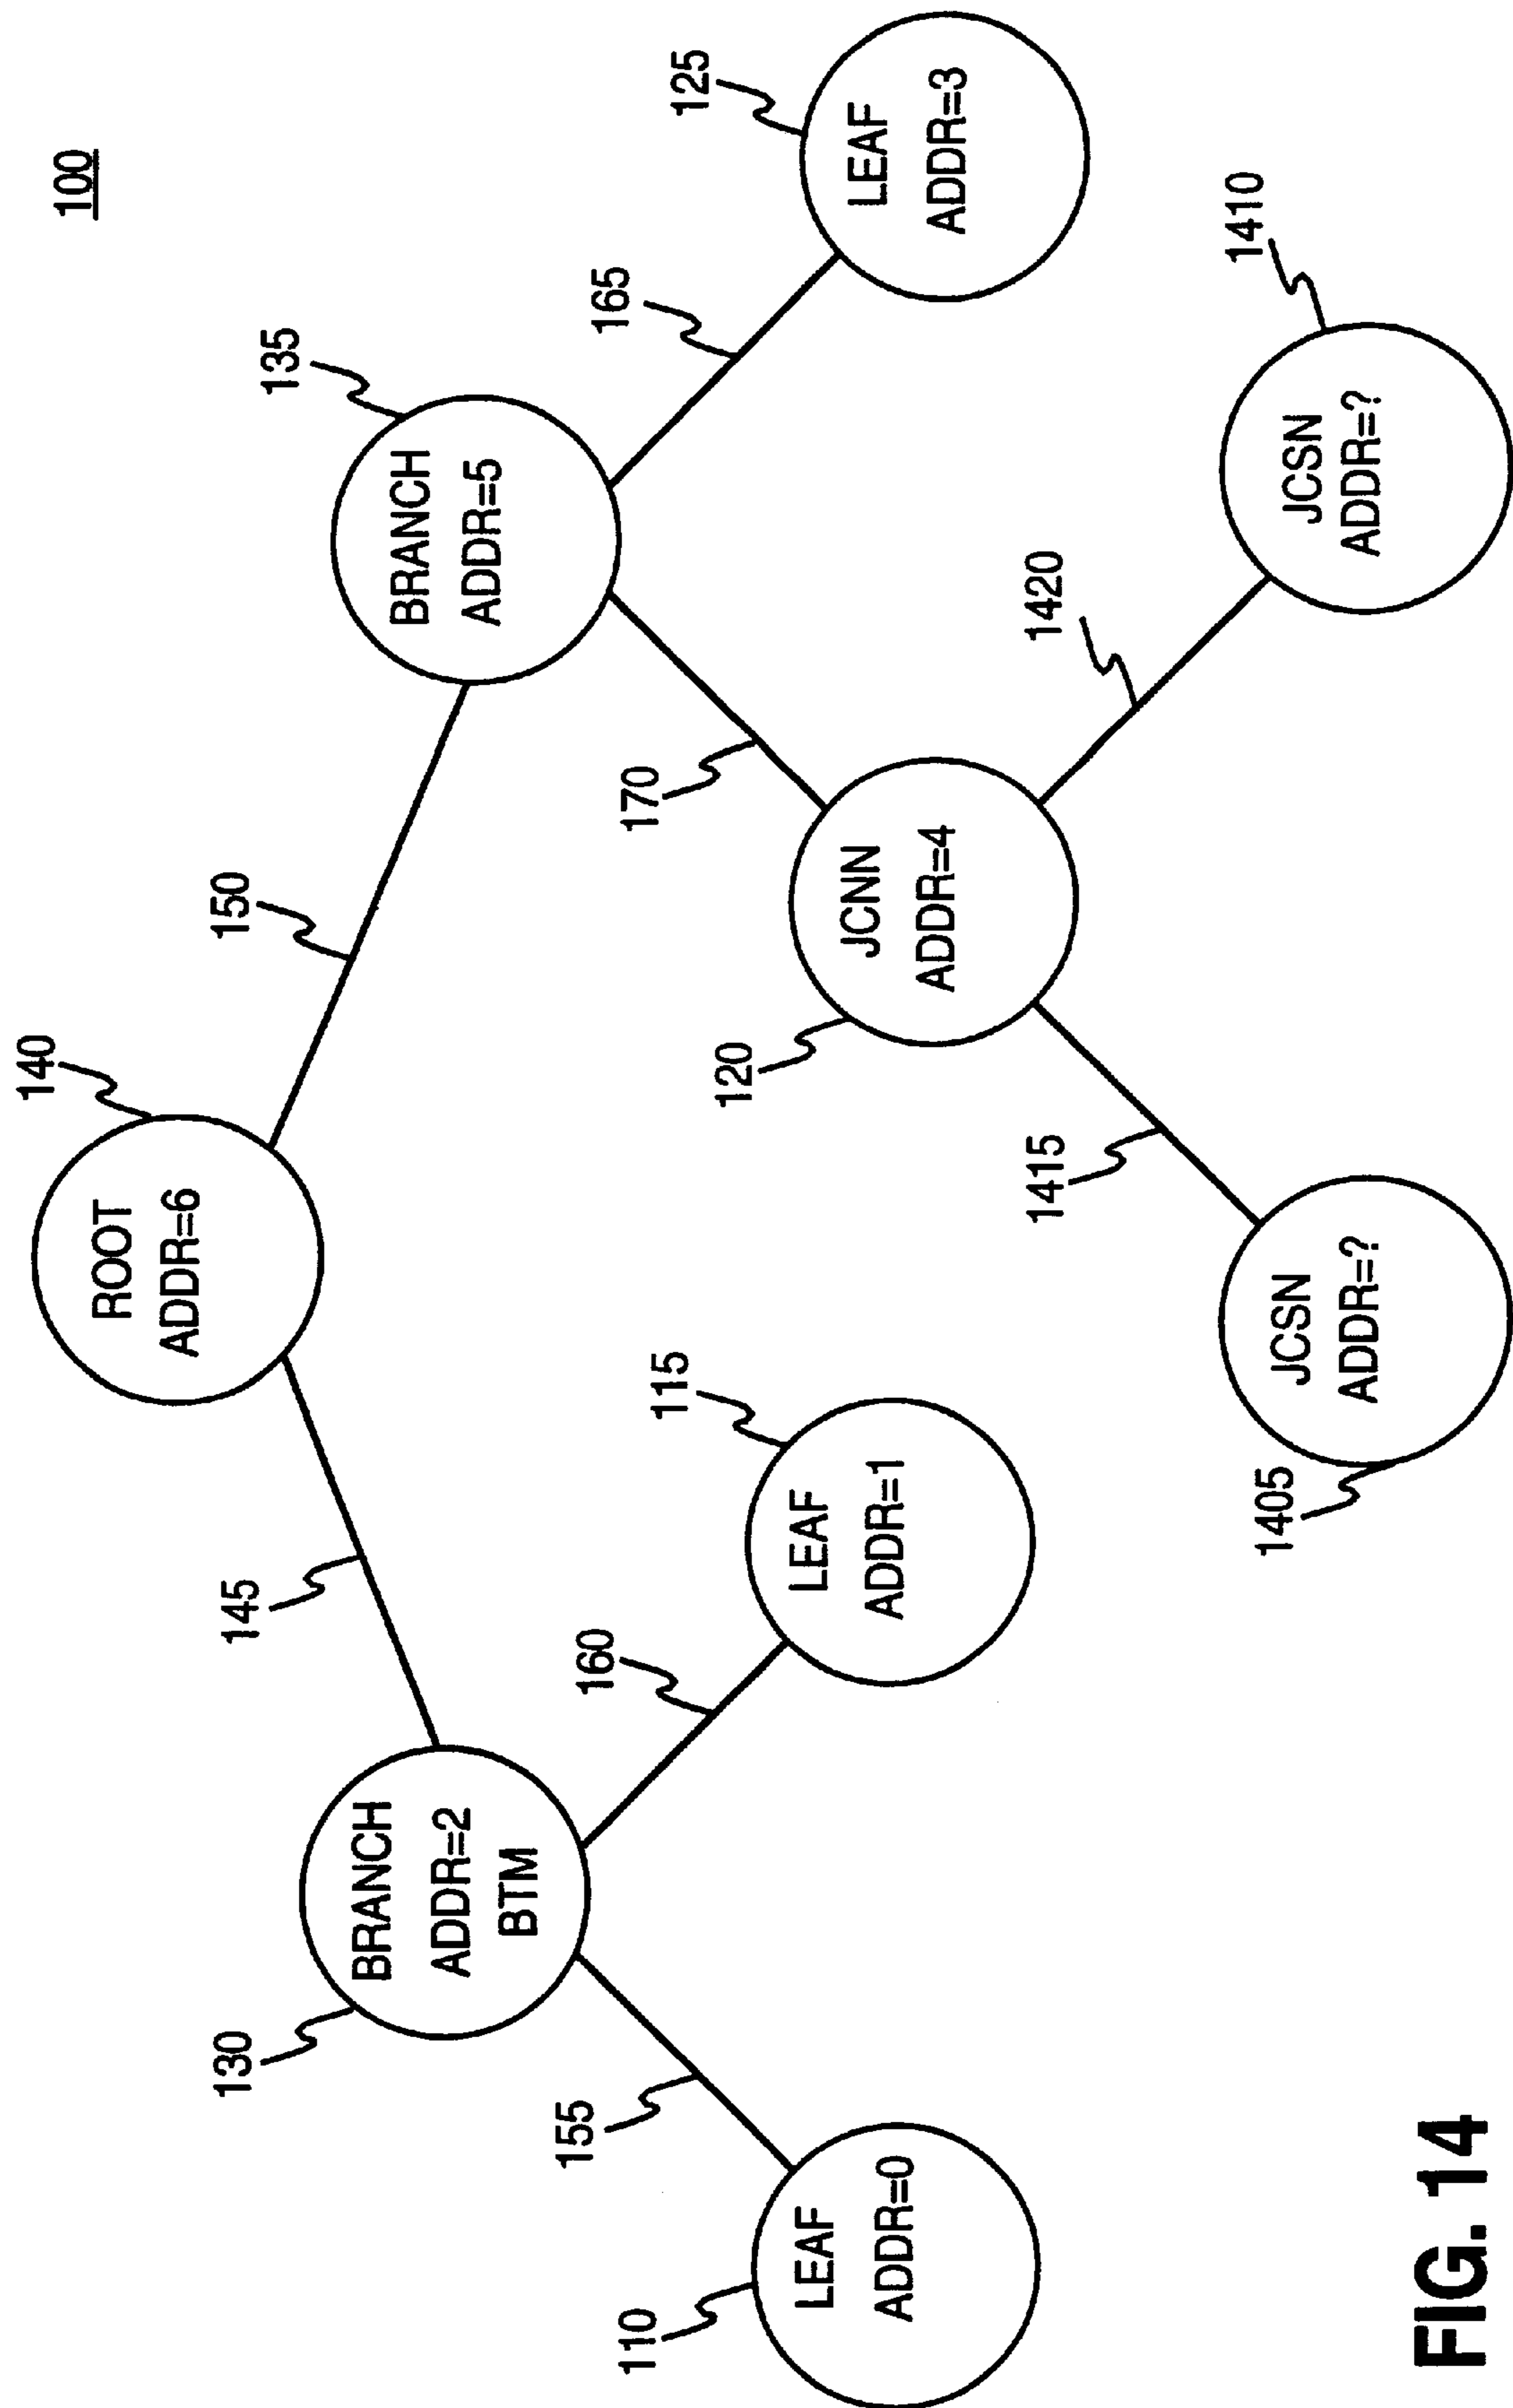 100
140
ROOT
ADDR=6
145
150
130
BRANCH
ADDR=2
BTM
135
BRANCH
ADDR=5
155
160
170
165
110
LEAF
ADDR=0
115
LEAF
ADDR=1
120
JCNN
ADDR=4
125
LEAF
ADDR=3
1415
1420
1405
JCSN
ADDR=?
1410
JCSN
ADDR=?
FIG. 14